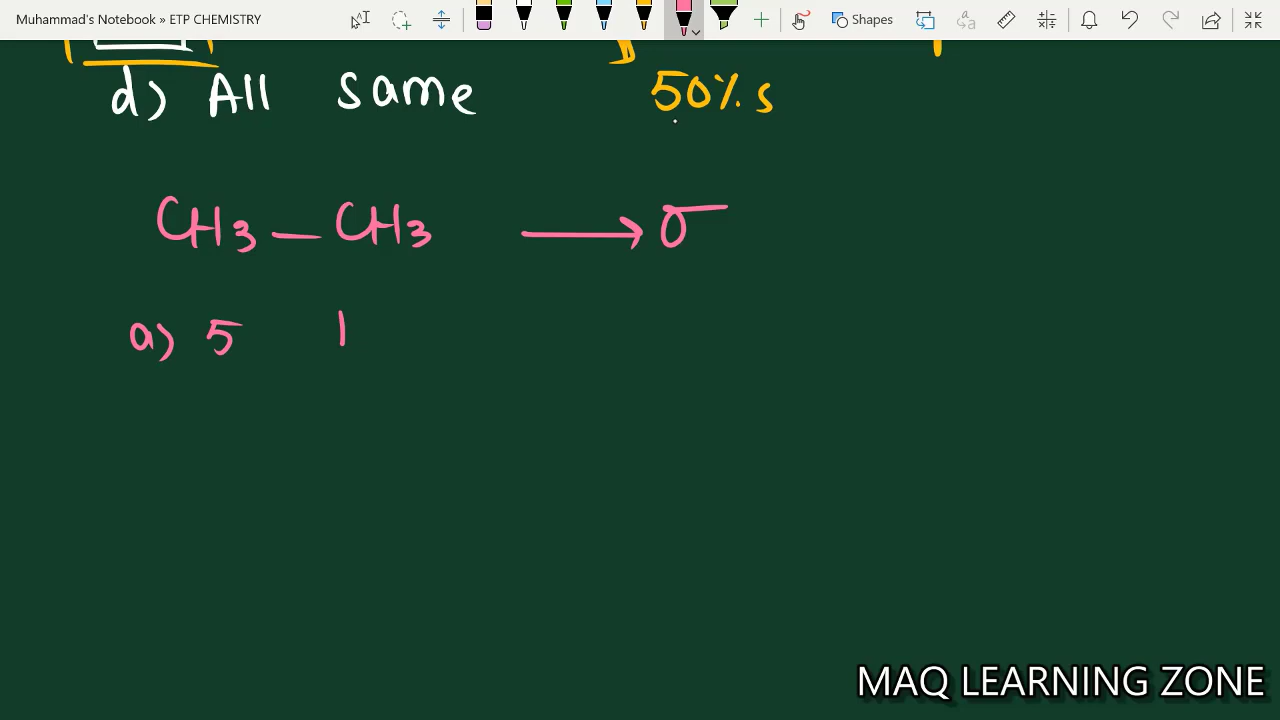 Muhammad's Notebook » ETP CHEMISTRY
Shapes
d) All same
50% s
CH3 — CH3 → σ
a) 5 1
MAQ LEARNING ZONE